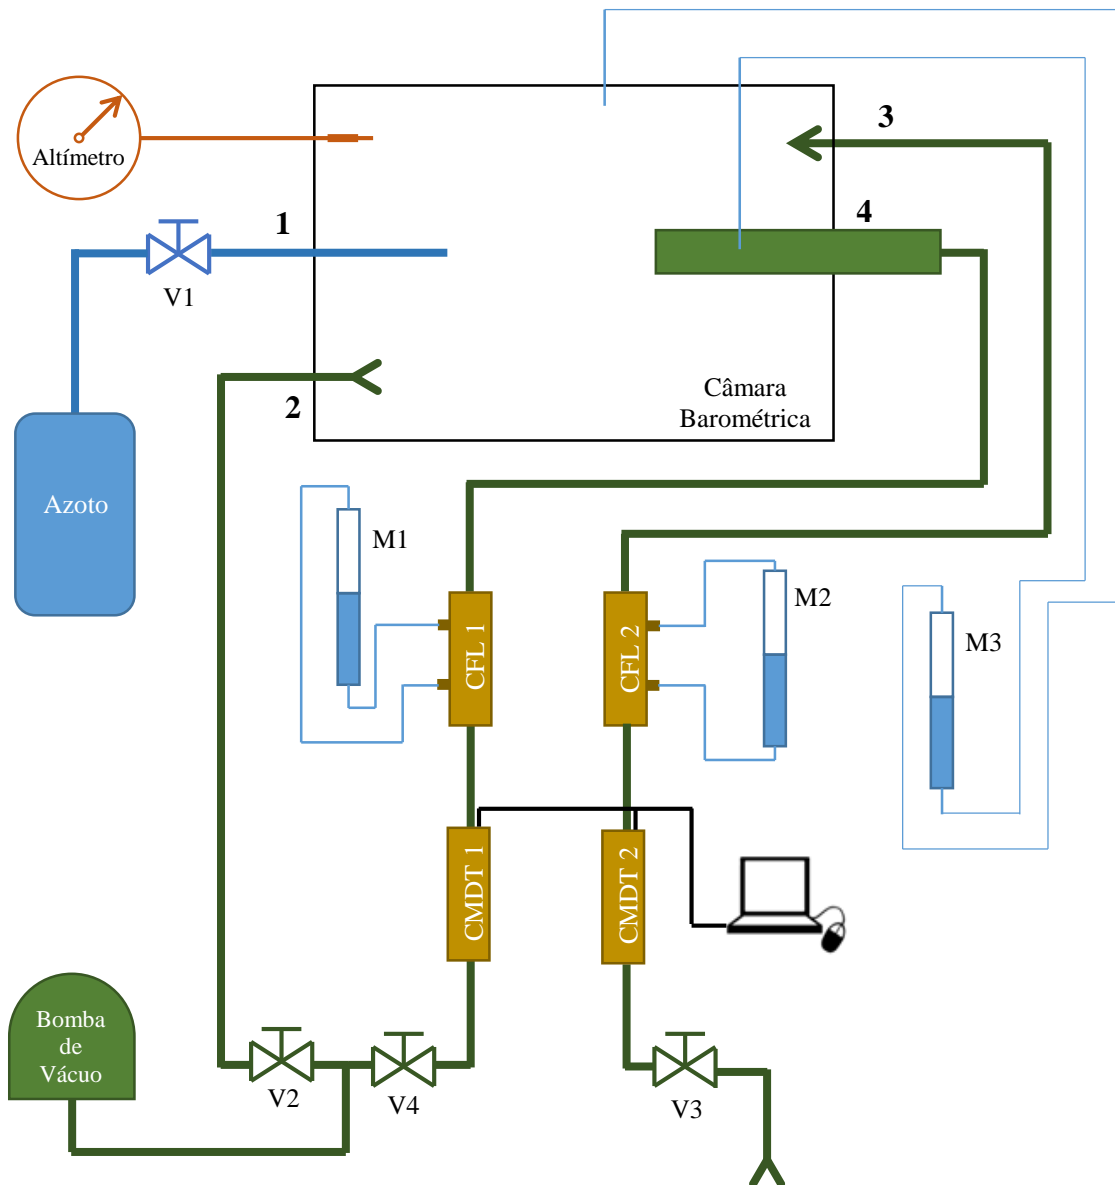 3
Altímetro
4
1
V1
Câmara
Barométrica
2
Azoto
M1
M2
M3
CFL 1
CFL 2
CMDT 1
CMDT 2
Bomba
de
Vácuo
V2
V4
V3